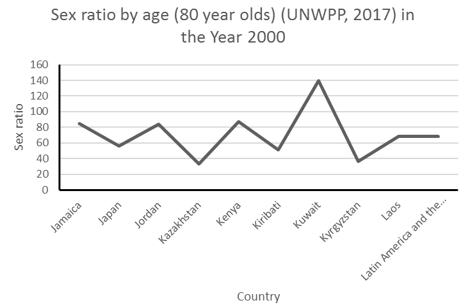 Sex ratio by age (80 year olds) (UNWPP, 2017) in
the Year 2000
160
140
120
100
80
60
40
20
0
Sex ratio
Jamaica
Japan
Jordan
Kazakhstan
Kenya
Kiribati
Kuwait
Kyrgyzstan
Laos
Latin America and the...
Country